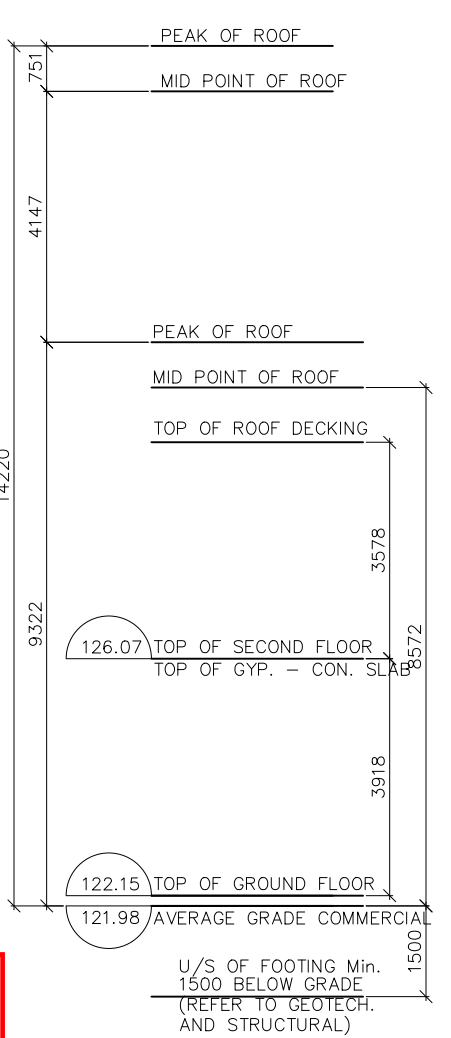 PEAK OF ROOF
751
MID POINT OF ROOF
4147
PEAK OF ROOF
MID POINT OF ROOF
TOP OF ROOF DECKING
14220
3578
9322
8572
126.07 TOP OF SECOND FLOOR
TOP OF GYP. – CON. SLAB
3918
122.15 TOP OF GROUND FLOOR
121.98 AVERAGE GRADE COMMERCIAL
1500
U/S OF FOOTING Min.
1500 BELOW GRADE
(REFER TO GEOTECH.
AND STRUCTURAL)